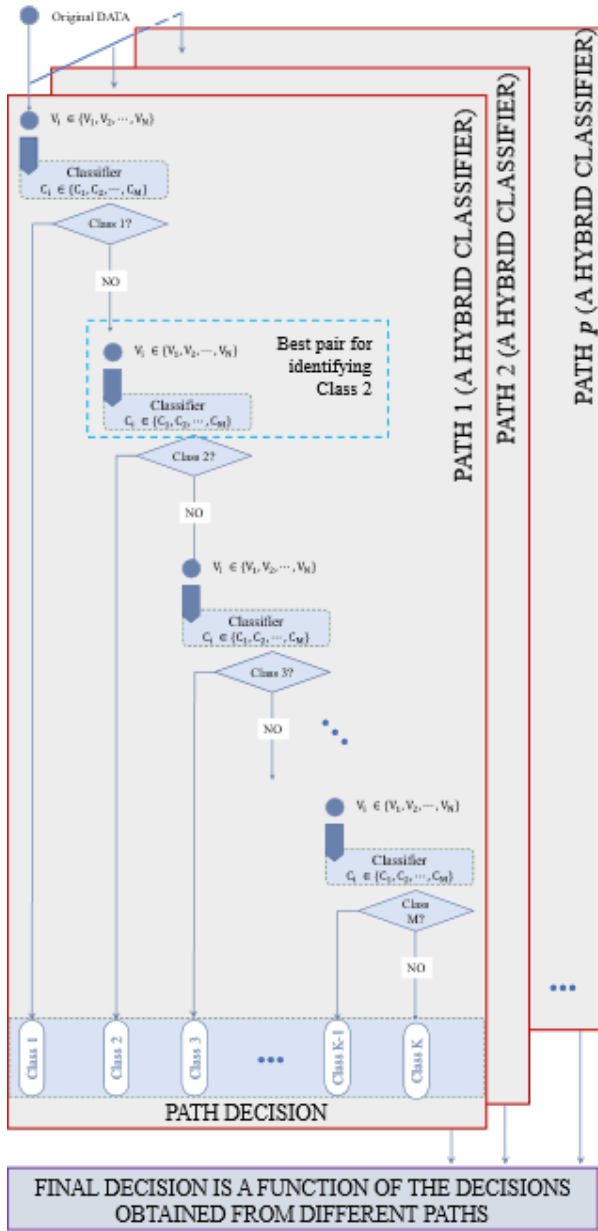 Original DATA
V_i ∈ {V_1, V_2, ⋯, V_N}
Classifier
C_i ∈ {C_1, C_2, ⋯, C_M}
Class 1?
NO
V_i ∈ {V_1, V_2, ⋯, V_N}
Best pair for
identifying
Class 2
Classifier
C_i ∈ {C_1, C_2, ⋯, C_M}
Class 2?
NO
V_i ∈ {V_1, V_2, ⋯, V_N}
Classifier
C_i ∈ {C_1, C_2, ⋯, C_M}
Class 3?
NO
V_i ∈ {V_1, V_2, ⋯, V_N}
Classifier
C_i ∈ {C_1, C_2, ⋯, C_M}
Class
M?
NO
Class 1
Class 2
Class 3
Class K-1
Class K
PATH DECISION
PATH 1 (A HYBRID CLASSIFIER)
PATH 2 (A HYBRID CLASSIFIER)
PATH p (A HYBRID CLASSIFIER)
FINAL DECISION IS A FUNCTION OF THE DECISIONS
OBTAINED FROM DIFFERENT PATHS